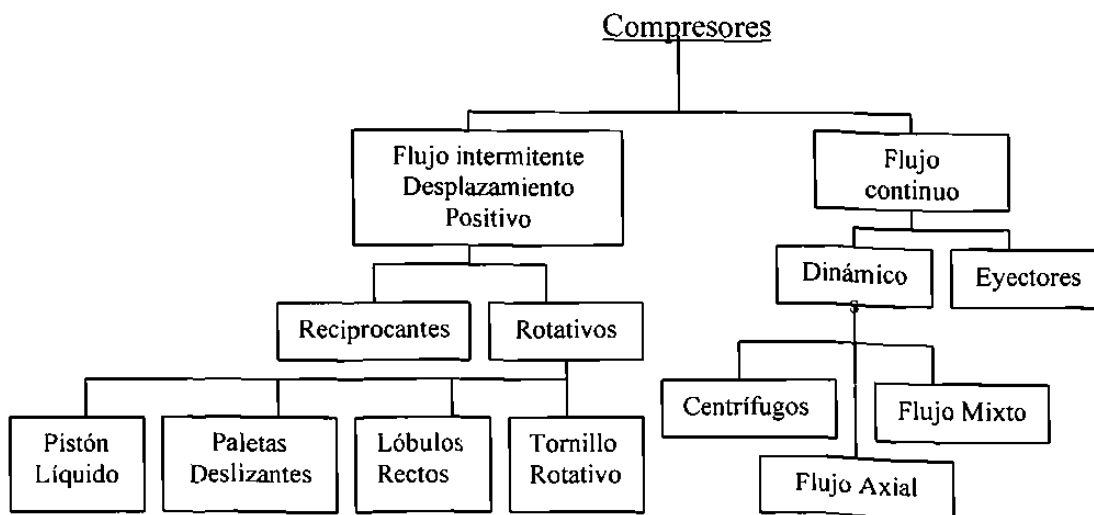 Compresores
Flujo intermitente
Desplazamiento
Positivo
Flujo
continuo
Dinámico
Eyectores
Reciprocantes
Rotativos
Centrífugos
Flujo Mixto
Pistón
Líquido
Paletas
Deslizantes
Lóbulos
Rectos
Tornillo
Rotativo
Flujo Axial